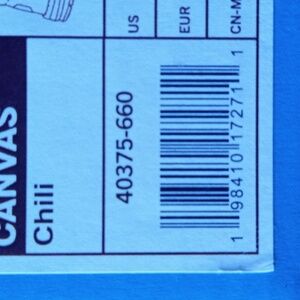 CANVAS
Chili
40375-660
US
EUR
CN-M
1 98410 17271 1